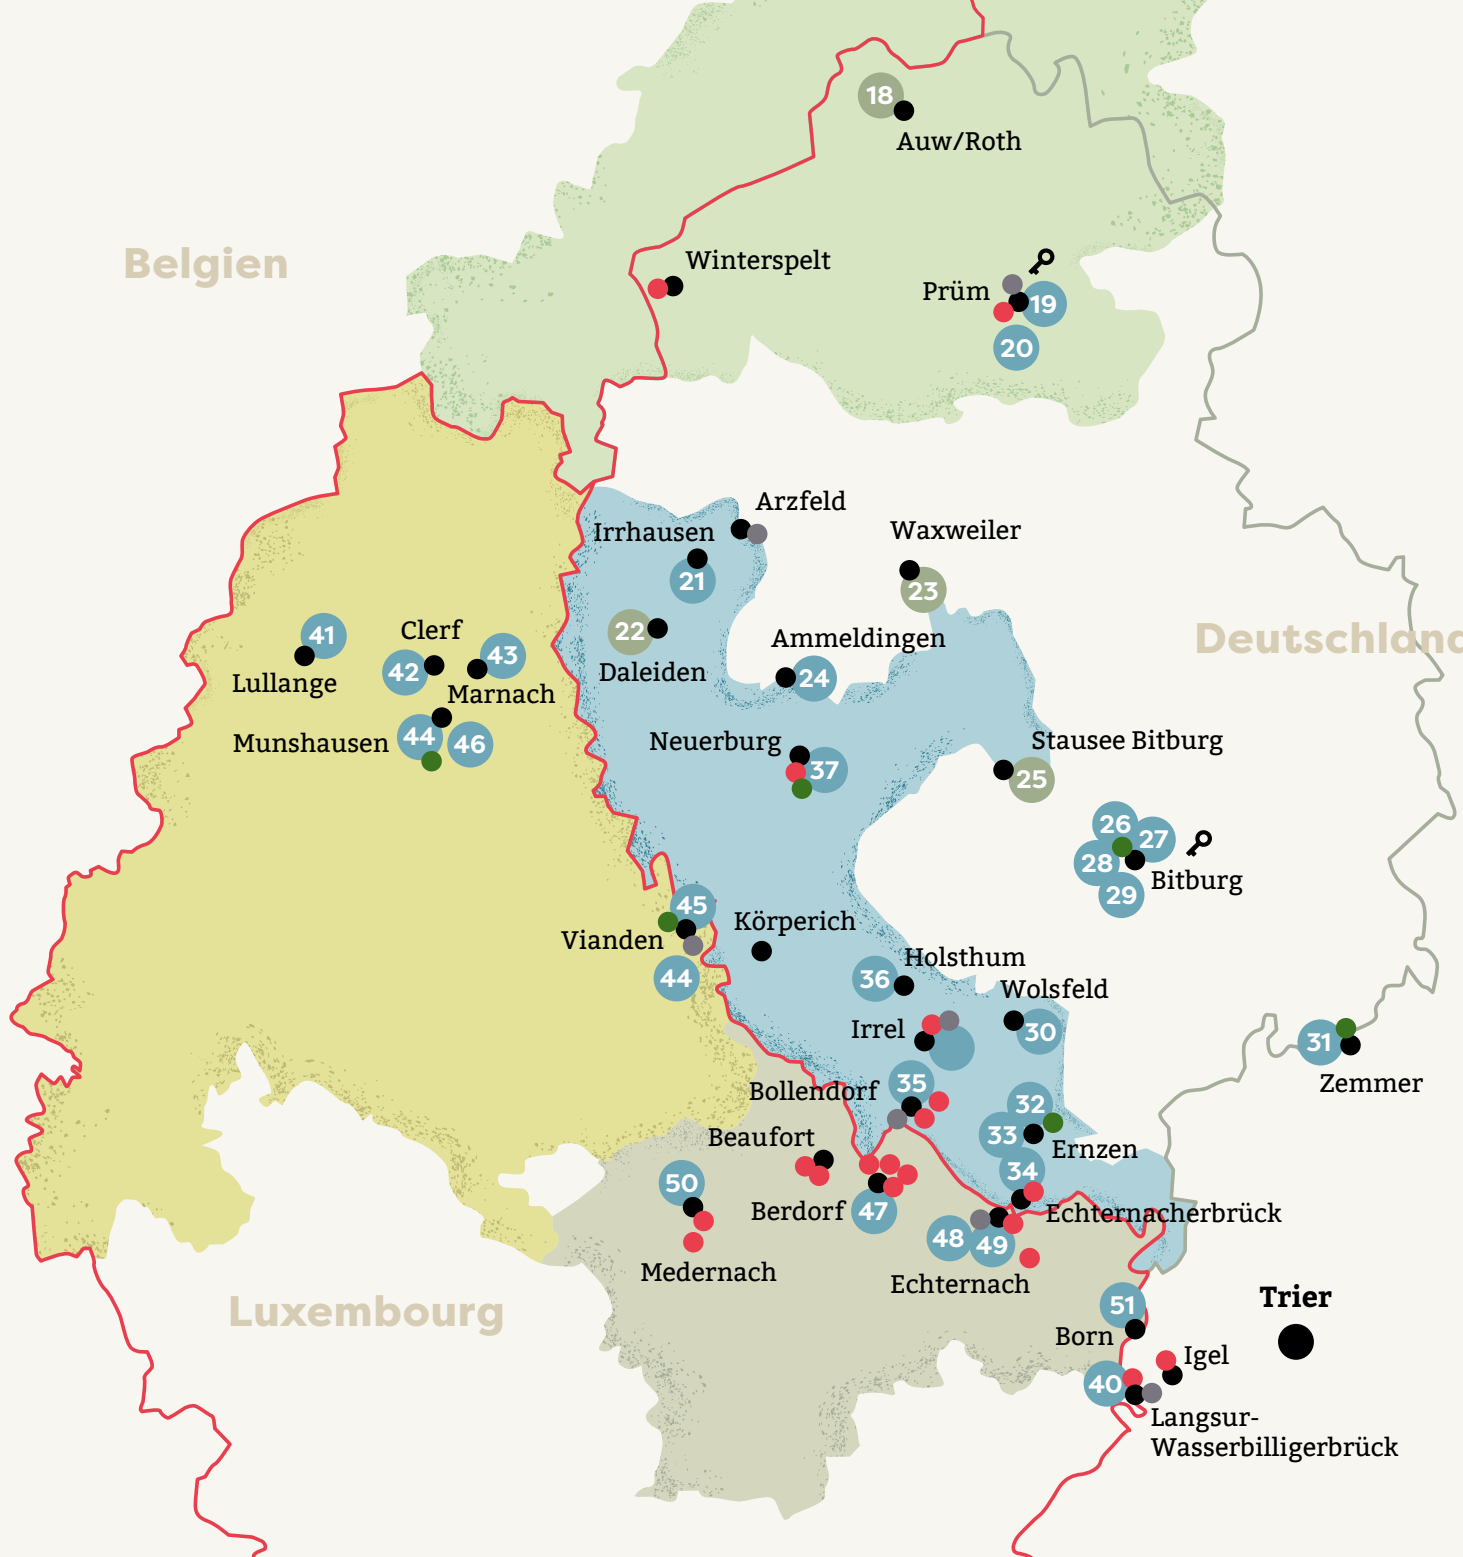 18
Auw/Roth
Belgien
Winterspelt
Prüm
19
20
Arzfeld
Irrhausen
21
Waxweiler
23
22
Daleiden
Ammeldingen
24
Deutschland
41
Lullange
Clerf
42
43
Marnach
Munshausen
44
46
Neuerburg
37
Stausee Bitburg
25
26
27
28
29
Bitburg
45
Vianden
44
Körperich
Holsthum
36
Wolsfeld
30
Irrel
31
Zemmer
35
Bollendorf
32
33
Ernzen
34
Echternacherbrück
Beaufort
50
Medernach
Berdorf
47
48
49
Echternach
Luxembourg
51
Born
Trier
Igel
40
Langsur-
Wasserbilligerbrück